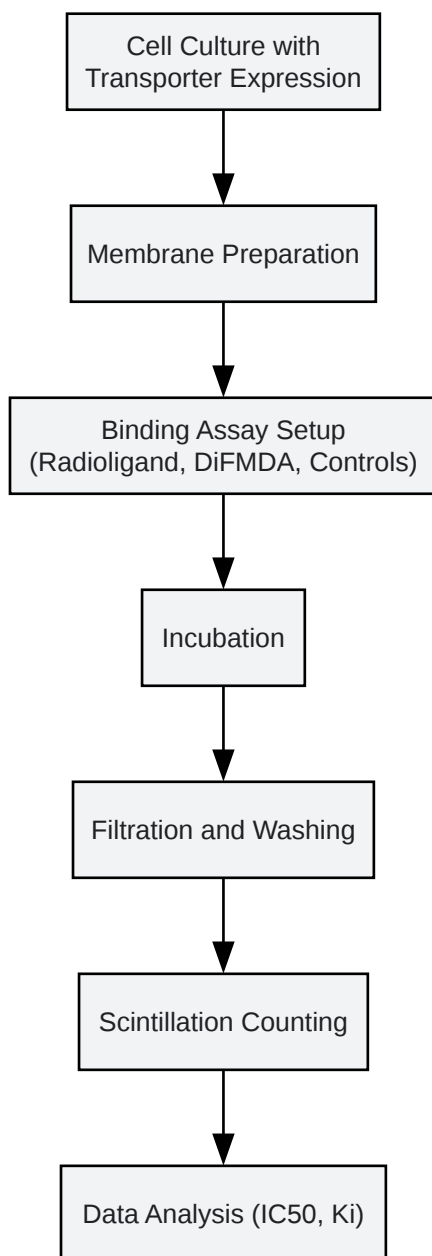 Cell Culture with
Transporter Expression
Membrane Preparation
Binding Assay Setup
(Radioligand, DiFMDA, Controls)
Incubation
Filtration and Washing
Scintillation Counting
Data Analysis (IC50, Ki)